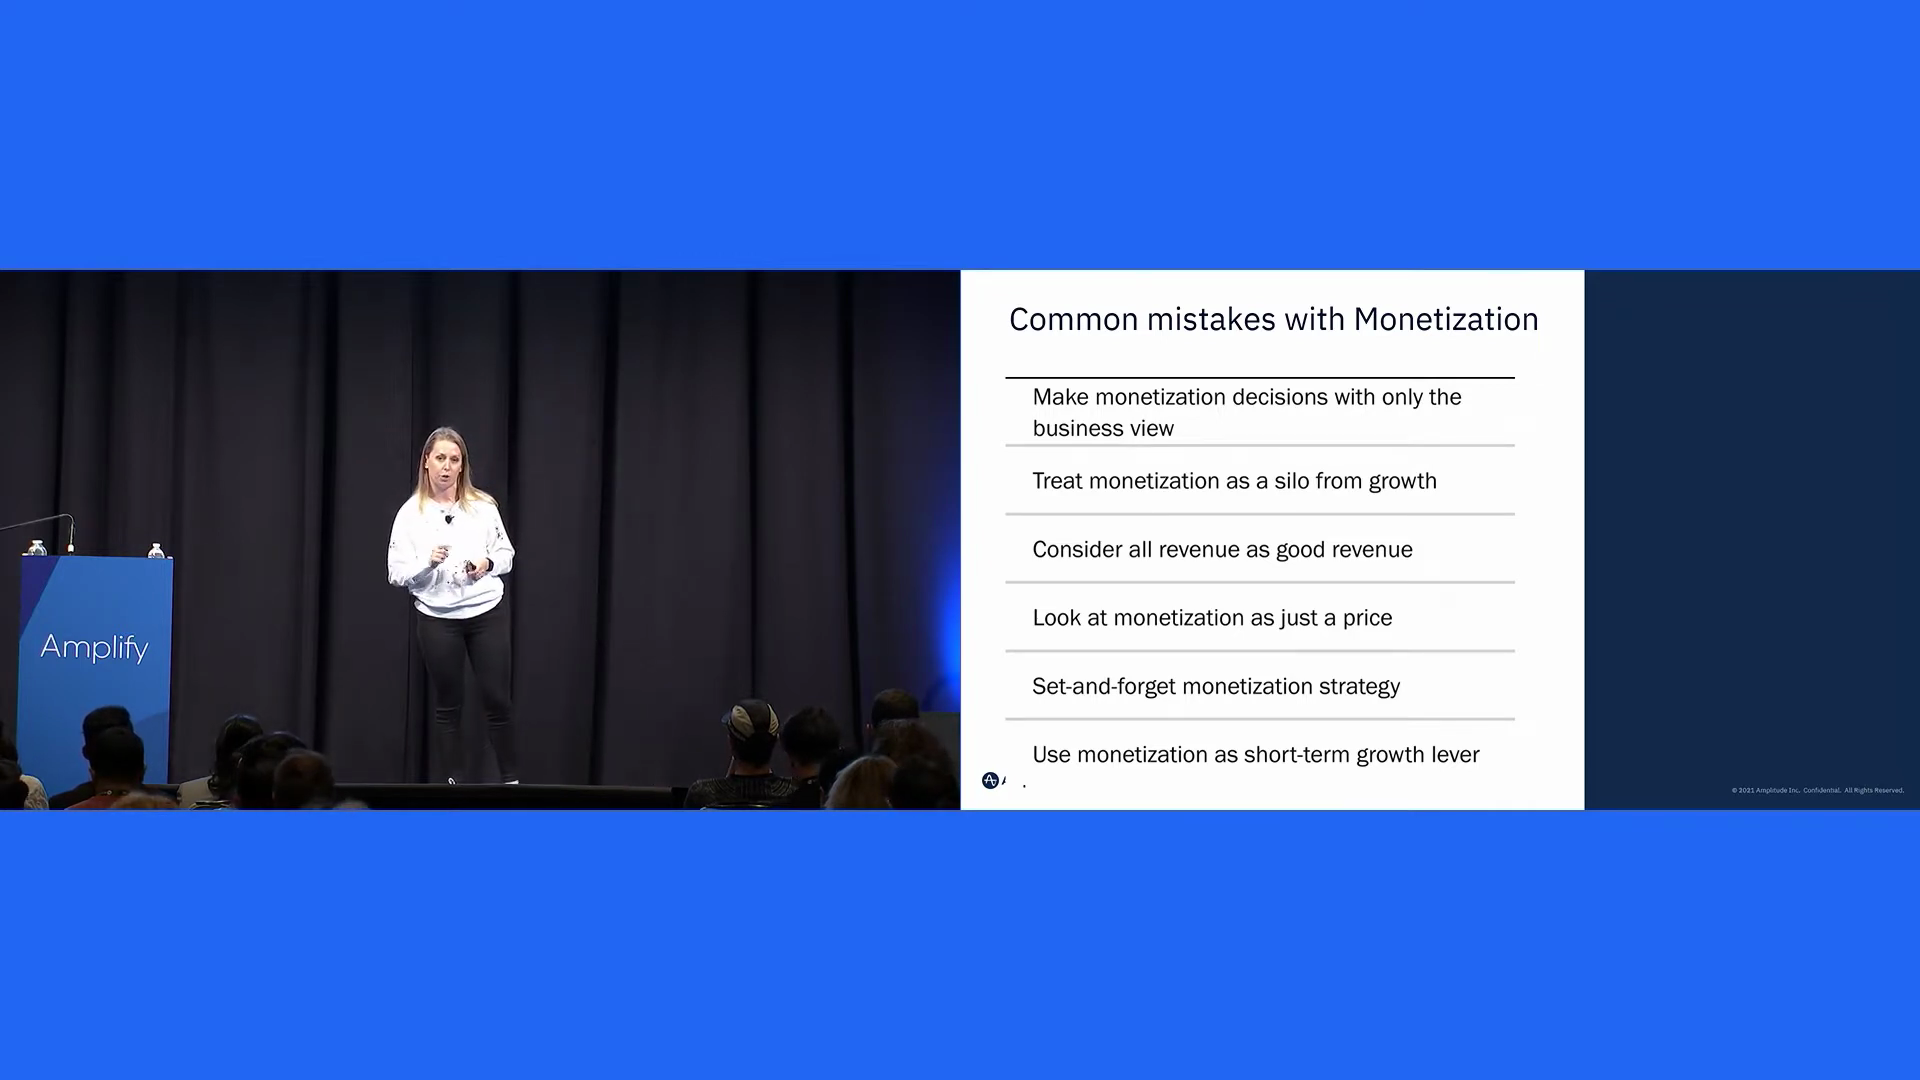 Amplify
Common mistakes with Monetization
Make monetization decisions with only the
business view
Treat monetization as a silo from growth
Consider all revenue as good revenue
Look at monetization as just a price
Set-and-forget monetization strategy
Use monetization as short-term growth lever
© 2021 Amplitude Inc. Confidential. All Rights Reserved.